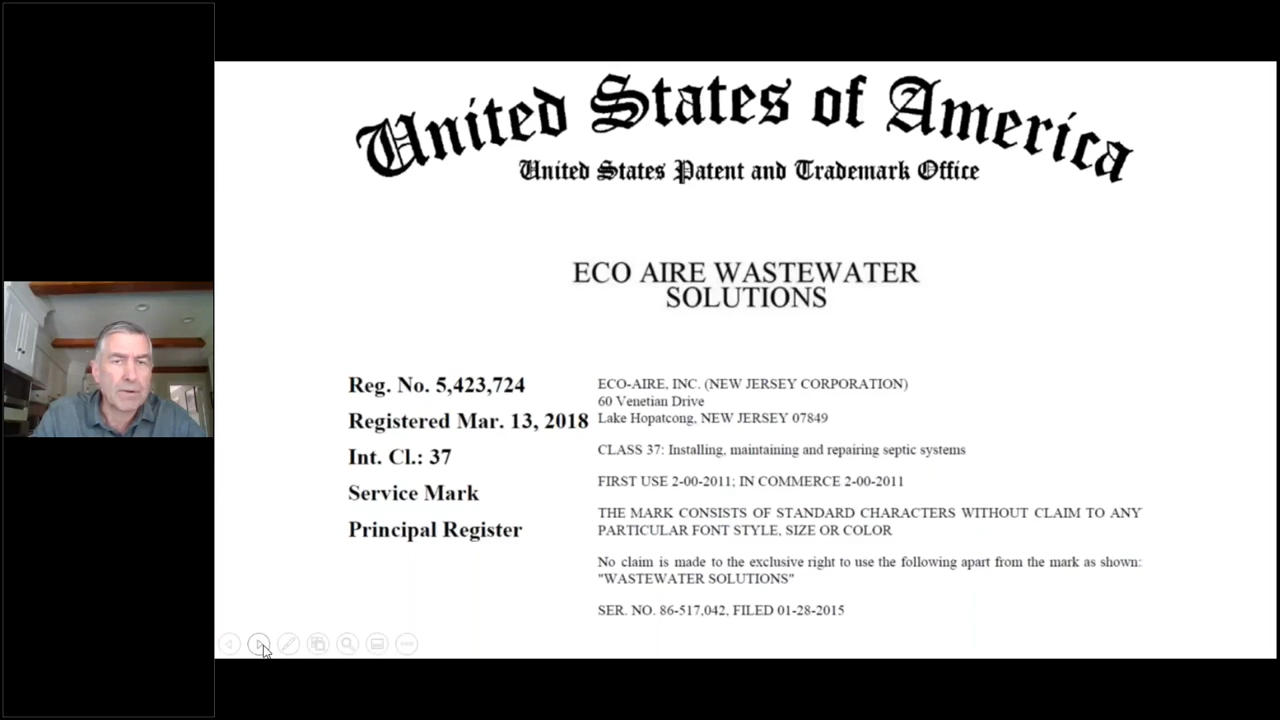 United States of America
United States Patent and Trademark Office
ECO AIRE WASTEWATER
SOLUTIONS
Reg. No. 5,423,724
Registered Mar. 13, 2018
Int. Cl.: 37
Service Mark
Principal Register
ECO-AIRE, INC. (NEW JERSEY CORPORATION)
60 Venetian Drive
Lake Hopatcong, NEW JERSEY 07849
CLASS 37: Installing, maintaining and repairing septic systems
FIRST USE 2-00-2011; IN COMMERCE 2-00-2011
THE MARK CONSISTS OF STANDARD CHARACTERS WITHOUT CLAIM TO ANY
PARTICULAR FONT STYLE, SIZE OR COLOR
No claim is made to the exclusive right to use the following apart from the mark as shown:
"WASTEWATER SOLUTIONS"
SER. NO. 86-517,042, FILED 01-28-2015